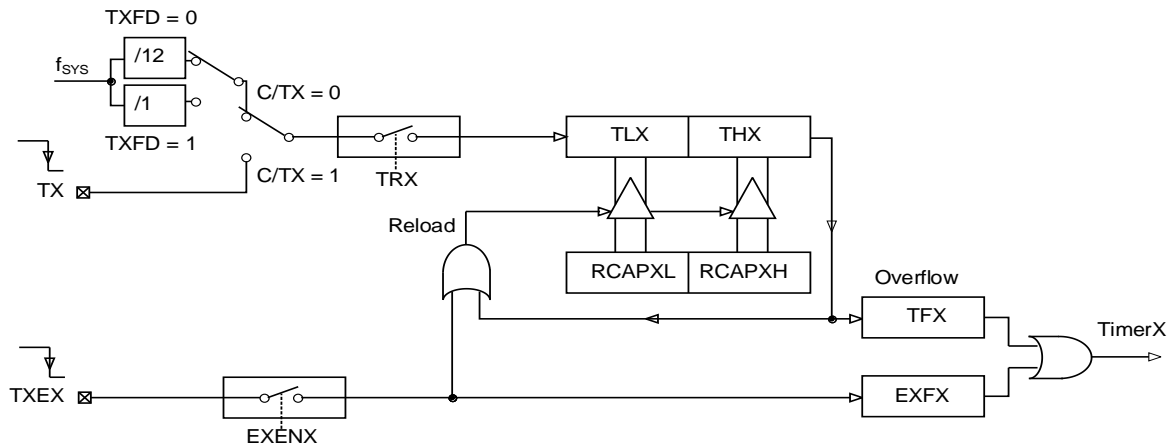 TXFD = 0
/12
fSYS
C/TX = 0
/1
TLX THX
TXFD = 1
C/TX = 1
TX
TRX
Reload
RCAPXL RCAPXH
Overflow
TFX
TimerX
TXEX
EXFX
EXENX